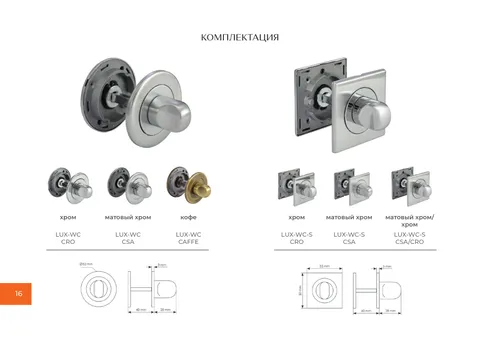 КОМПЛЕКТАЦИЯ
хром
матовый хром
кофе
LUX-WC
CRO
LUX-WC
CSA
LUX-WC
CAFFE
хром
матовый хром
матовый хром/
хром
LUX-WC-S
CRO
LUX-WC-S
CSA
LUX-WC-S
CSA/CRO
16